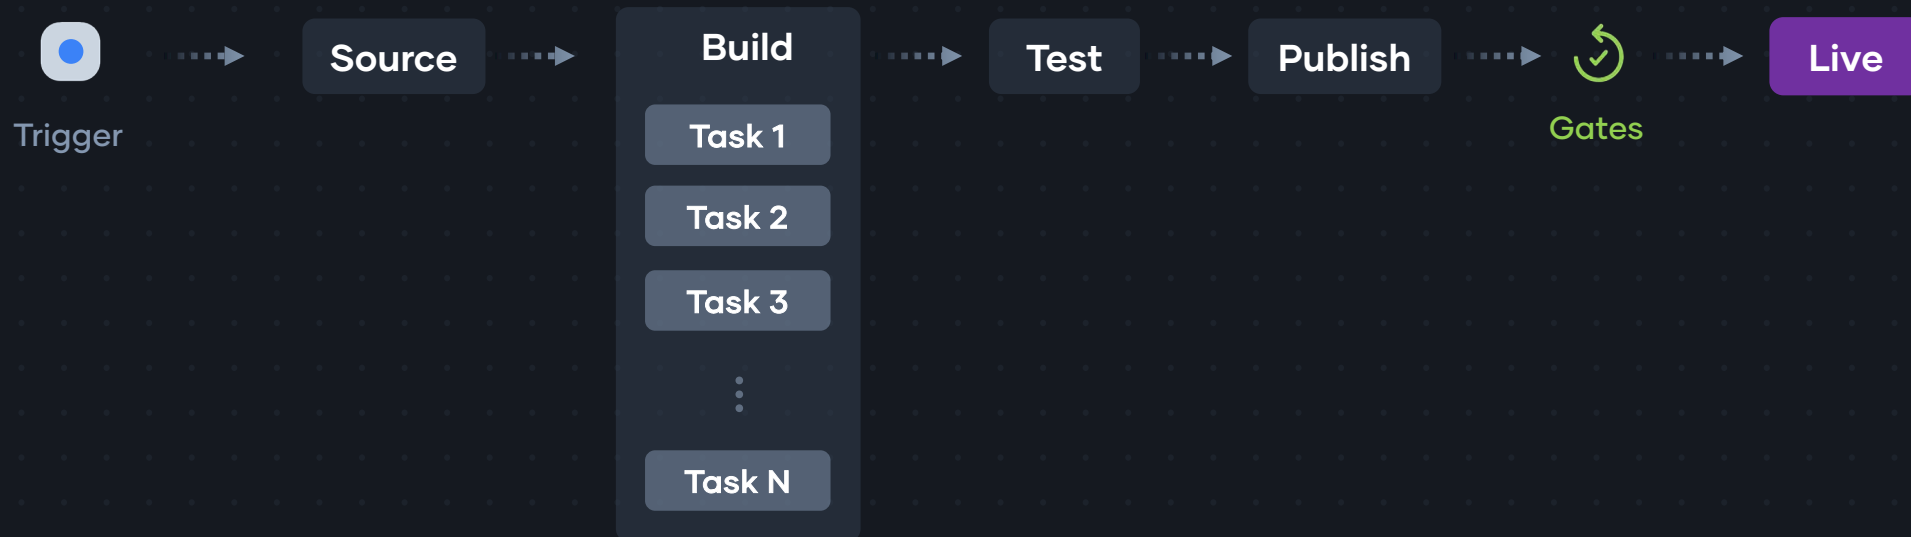 Trigger
Source
Build
Task 1
Task 2
Task 3
Task N
Test
Publish
Gates
Live